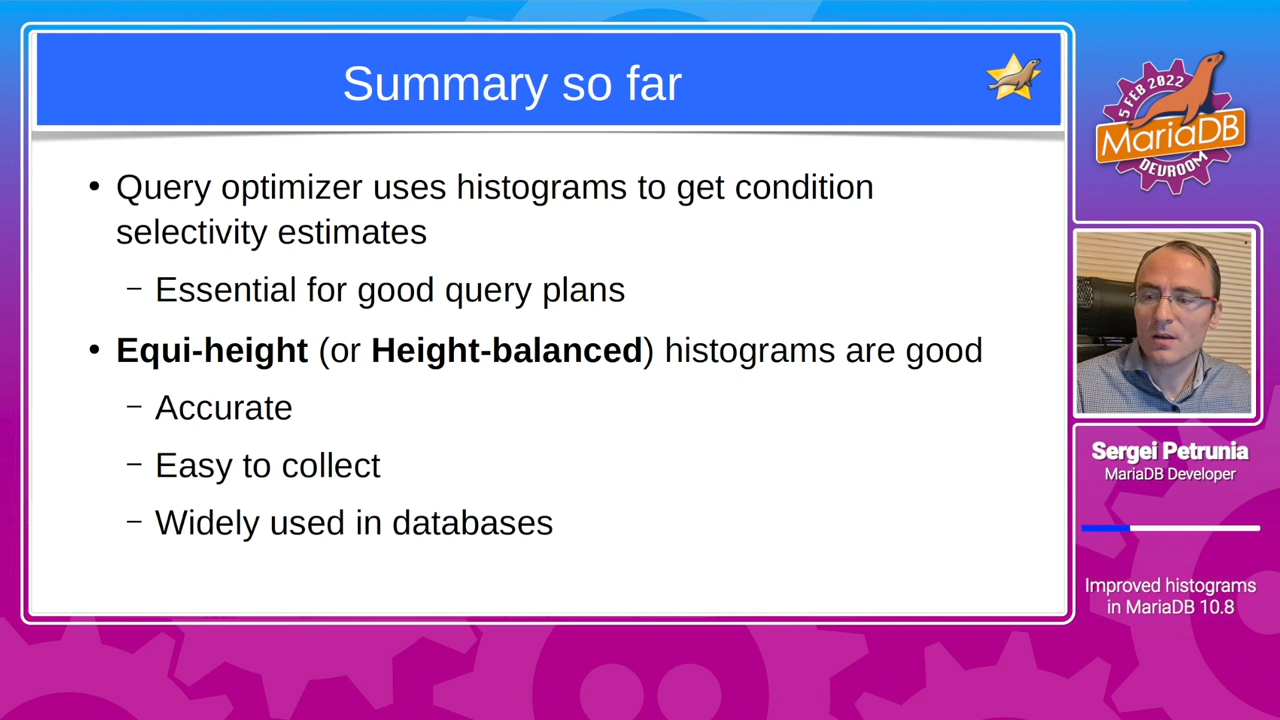 Summary so far
• Query optimizer uses histograms to get condition
selectivity estimates
– Essential for good query plans
• Equi-height (or Height-balanced) histograms are good
– Accurate
– Easy to collect
– Widely used in databases
5 FEB 2022
MariaDB
DEVROOM
Sergei Petrunia
MariaDB Developer
Improved histograms
in MariaDB 10.8